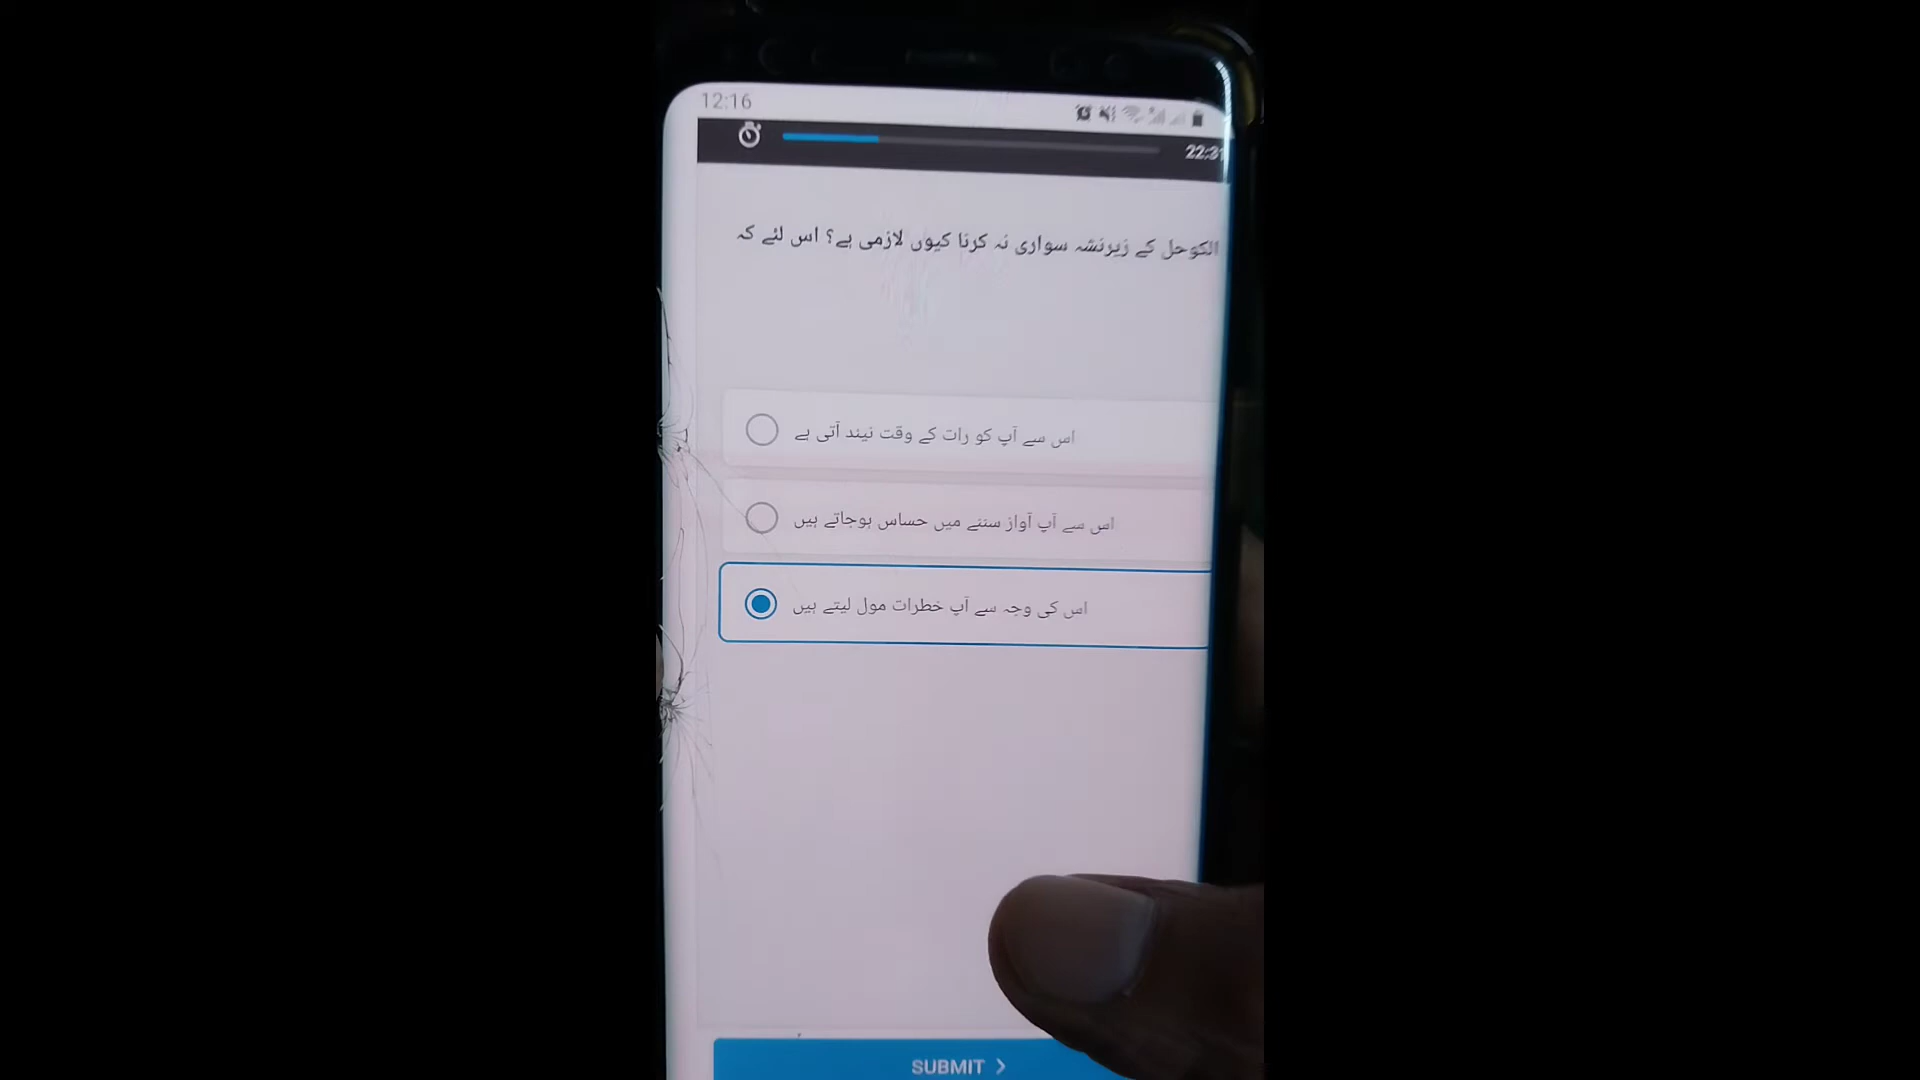 12:16
22:31
الکوحل کے زیرنشہ سواری نہ کرنا کیوں لازمی ہے؟ اس لئے کہ
اس سے آپ کو رات کے وقت نیند آتی ہے
اس سے آپ آواز سننے میں حساس ہوجاتے ہیں
اس کی وجہ سے آپ خطرات مول لیتے ہیں
SUBMIT >